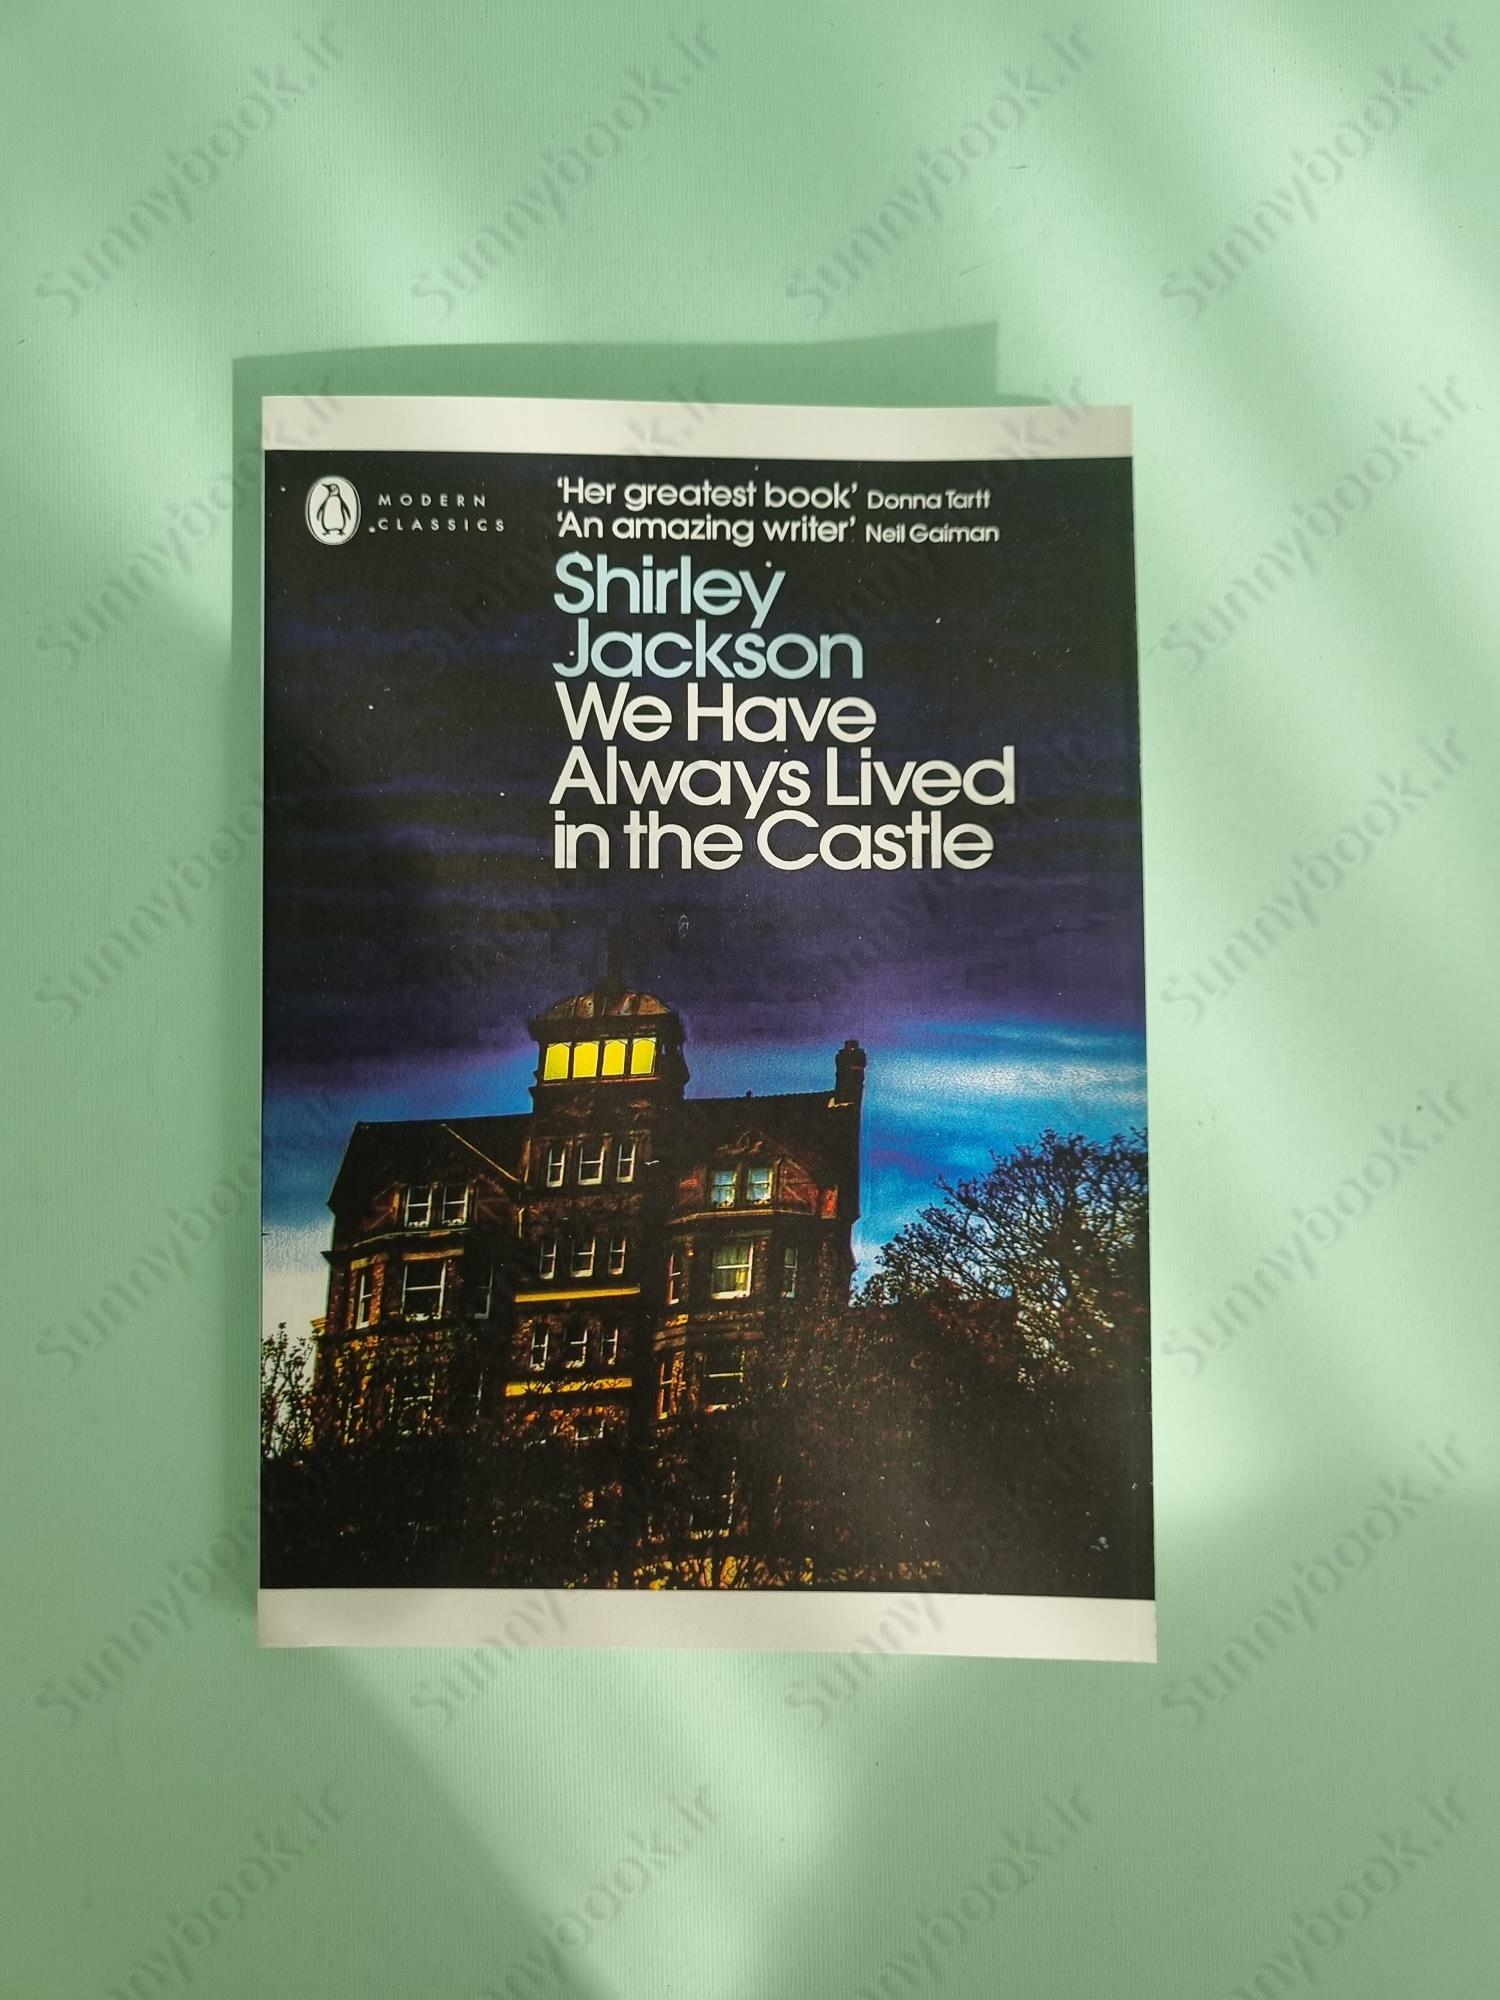 MODERN
CLASSICS
‘Her greatest book’ Donna Tartt
‘An amazing writer’ Neil Gaiman
Shirley
Jackson
We Have
Always Lived
in the Castle
Sunnybook.ir